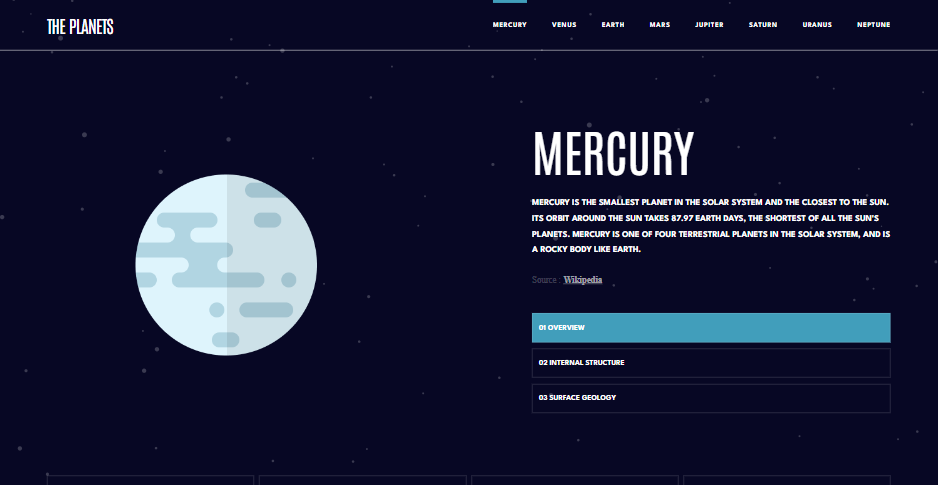 THE PLANETS
MERCURY VENUS EARTH MARS JUPITER SATURN URANUS NEPTUNE
MERCURY
MERCURY IS THE SMALLEST PLANET IN THE SOLAR SYSTEM AND THE CLOSEST TO THE SUN.
ITS ORBIT AROUND THE SUN TAKES 87.97 EARTH DAYS, THE SHORTEST OF ALL THE SUN'S
PLANETS. MERCURY IS ONE OF FOUR TERRESTRIAL PLANETS IN THE SOLAR SYSTEM, AND IS
A ROCKY BODY LIKE EARTH.
Source : Wikipedia
01 OVERVIEW
02 INTERNAL STRUCTURE
03 SURFACE GEOLOGY